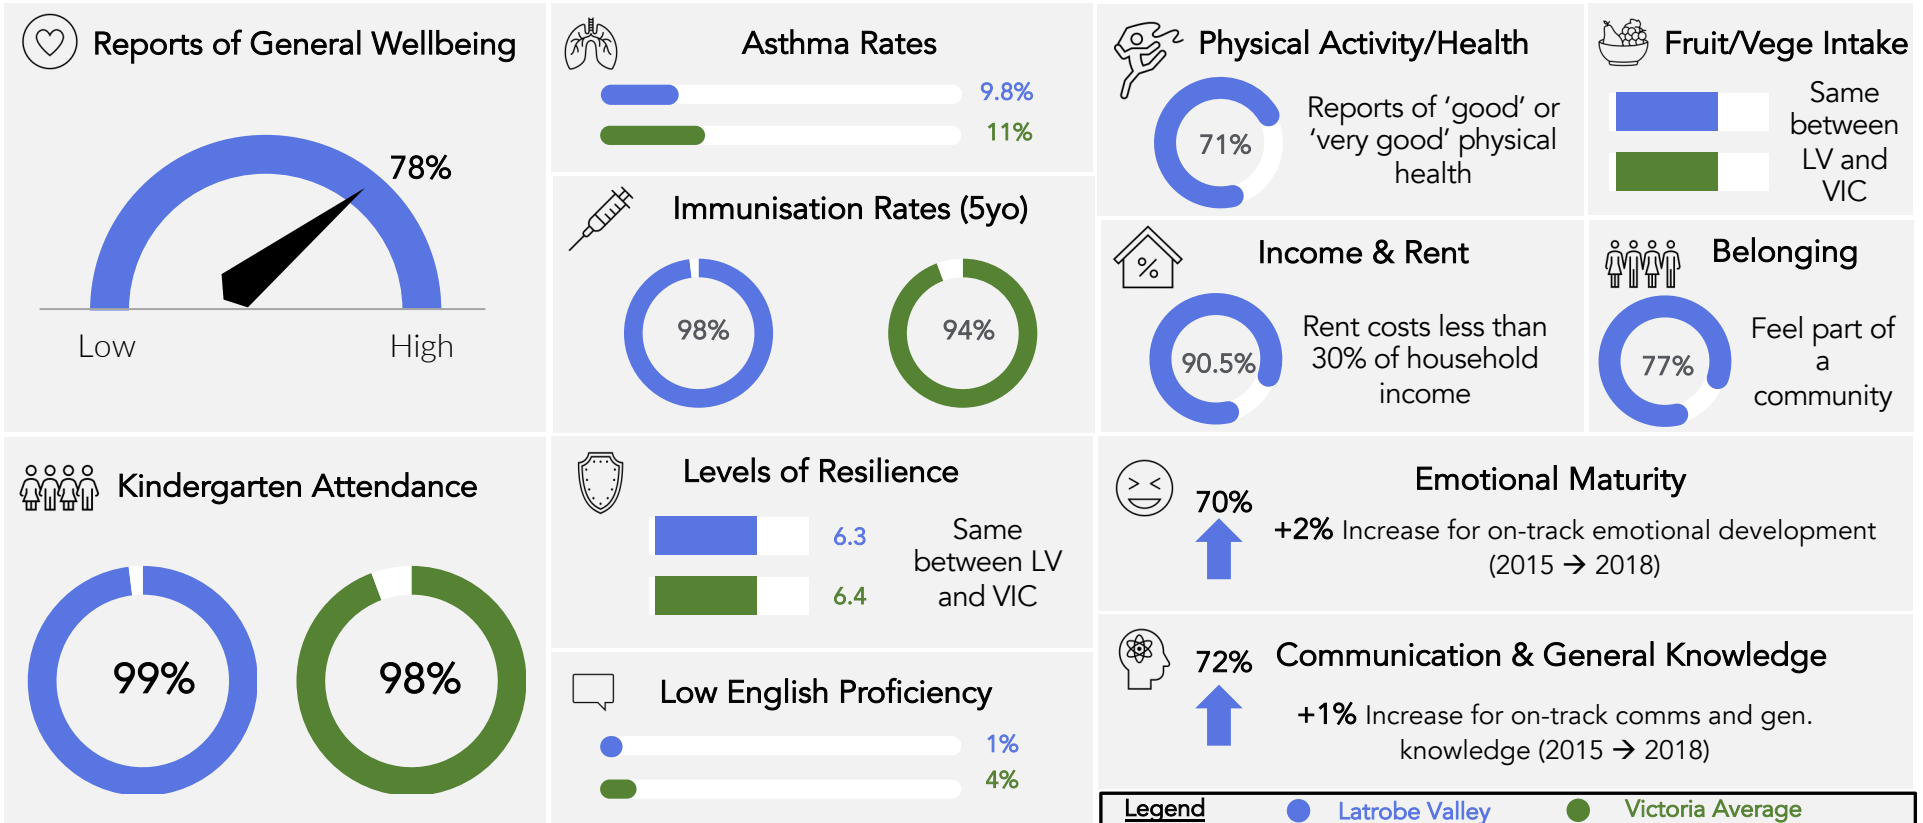 Reports of General Wellbeing
78%
Low
High
Asthma Rates
9.8%
11%
Immunisation Rates (5yo)
98%
94%
Physical Activity/Health
71%
Reports of ‘good’ or
‘very good’ physical
health
Fruit/Vege Intake
Same
between
LV and
VIC
Income & Rent
%
90.5%
Rent costs less than
30% of household
income
Belonging
77%
Feel part of
a
community
Kindergarten Attendance
99%
98%
Levels of Resilience
6.3
6.4
Same
between LV
and VIC
Low English Proficiency
1%
4%
Emotional Maturity
70%
+2% Increase for on-track emotional development
(2015 → 2018)
Communication & General Knowledge
72%
+1% Increase for on-track comms and gen.
knowledge (2015 → 2018)
Legend
Latrobe Valley
Victoria Average